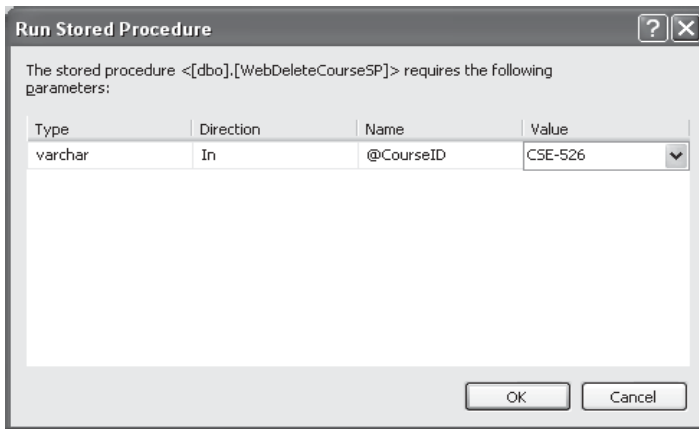 Run Stored Procedure
The stored procedure <[dbo].[WebDeleteCourseSP]> requires the following
parameters:
Type Direction Name Value
varchar In @CourseID CSE-526
OK Cancel